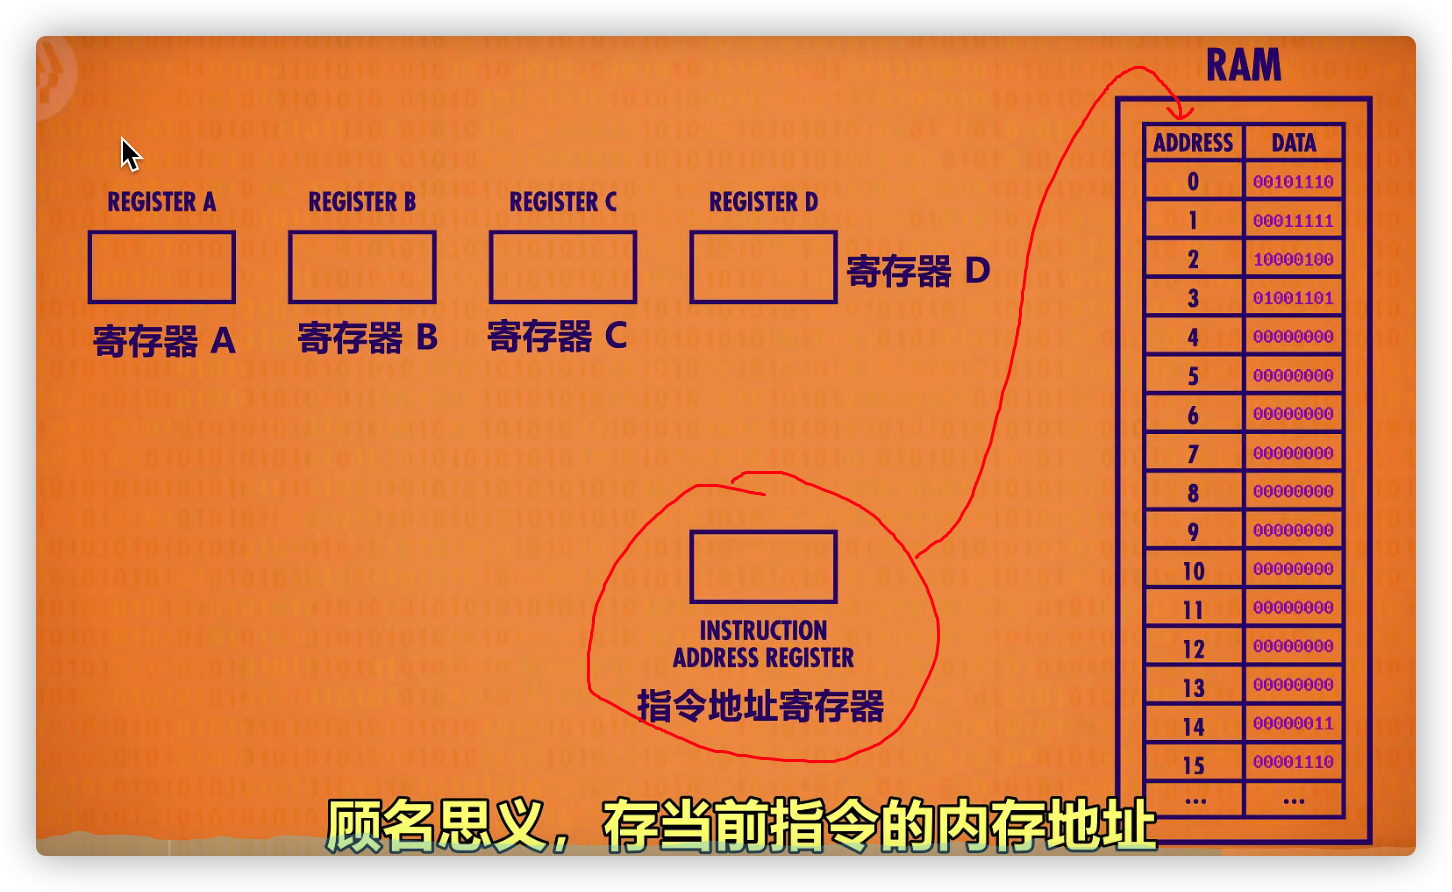 RAM
REGISTER A
REGISTER B
REGISTER C
REGISTER D
寄存器 A
寄存器 B
寄存器 C
寄存器 D
INSTRUCTION
ADDRESS REGISTER
指令地址寄存器
ADDRESS DATA
0 00101110
1 00011111
2 10000100
3 01001101
4 00000000
5 00000000
6 00000000
7 00000000
8 00000000
9 00000000
10 00000000
11 00000000
12 00000000
13 00000000
14 00000011
15 00001110
... ...
顾名思义，存当前指令的内存地址